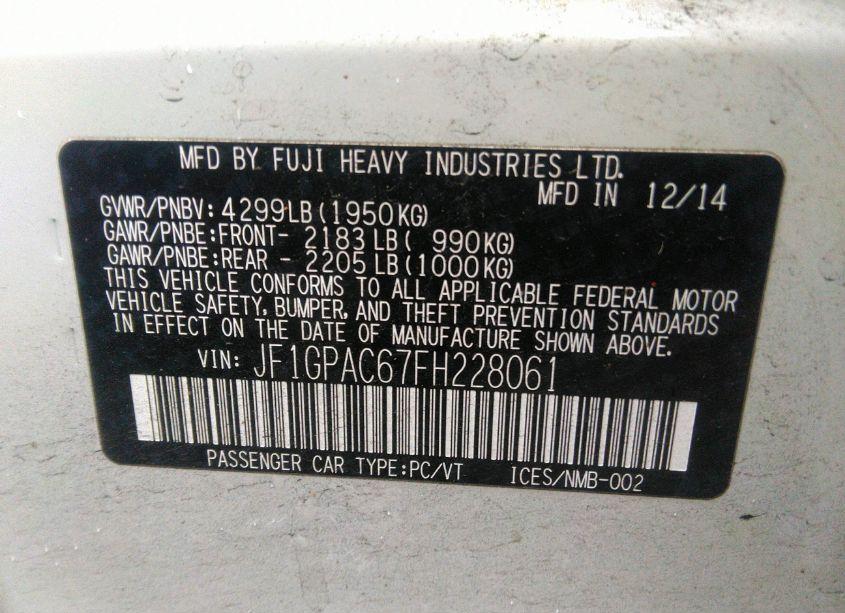 MFD BY FUJI HEAVY INDUSTRIES LTD.
MFD IN 12/14
GVWR/PNBV: 4299LB(1950KG)
GAWR/PNBE:FRONT- 2183LB( 990KG)
GAWR/PNBE:REAR - 2205LB(1000KG)
THIS VEHICLE CONFORMS TO ALL APPLICABLE FEDERAL MOTOR
VEHICLE SAFETY, BUMPER, AND THEFT PREVENTION STANDARDS
IN EFFECT ON THE DATE OF MANUFACTURE SHOWN ABOVE.
VIN: JF1GPAC67FH228061
PASSENGER CAR TYPE:PC/VT ICES/NMB-002